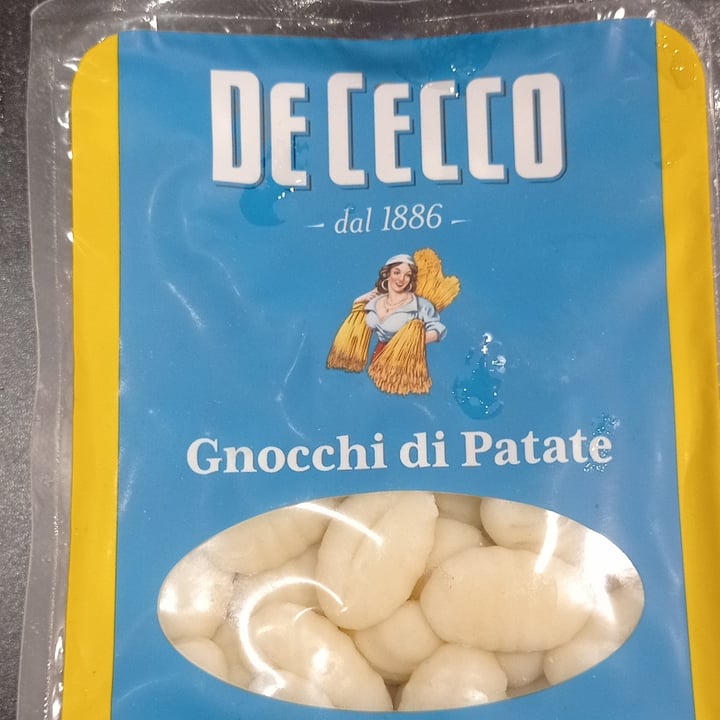 DE CECCO
dal 1886
Gnocchi di Patate